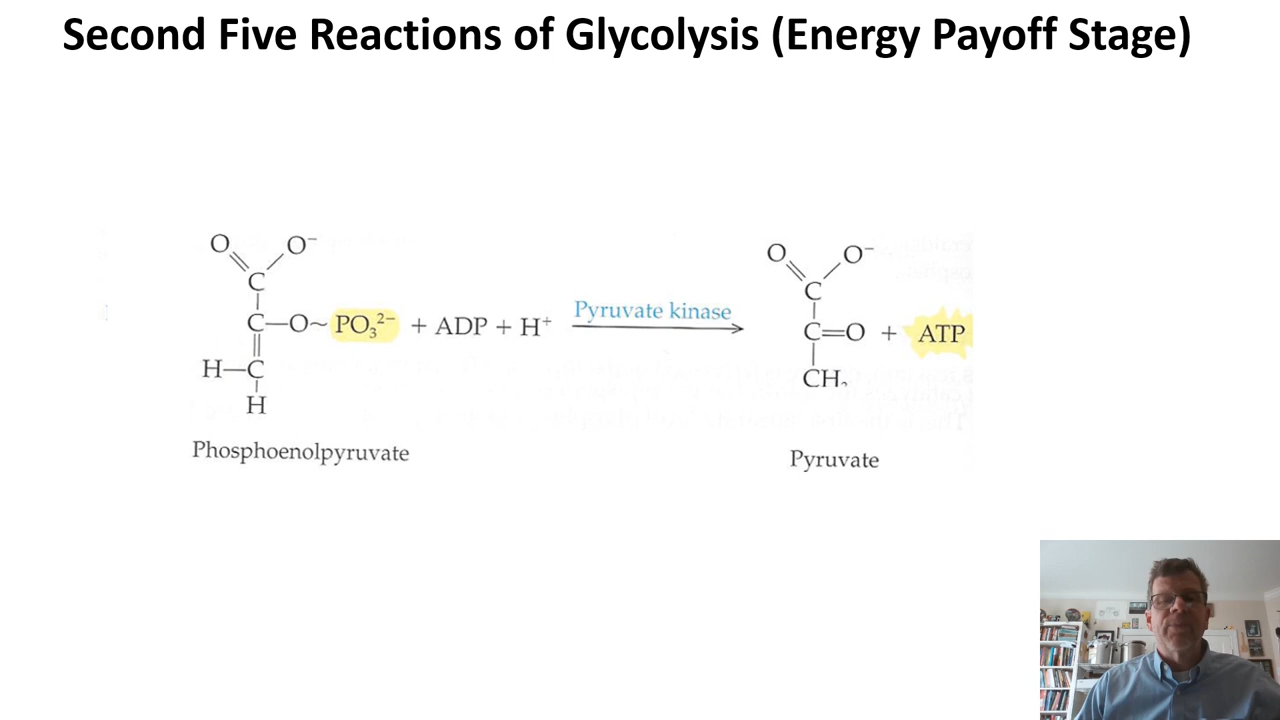 Second Five Reactions of Glycolysis (Energy Payoff Stage)
O O⁻
C
C—O~ PO₃²⁻ + ADP + H⁺
H—C
H
Phosphoenolpyruvate
Pyruvate kinase
O O⁻
C
C=O + ATP
CH₃
Pyruvate